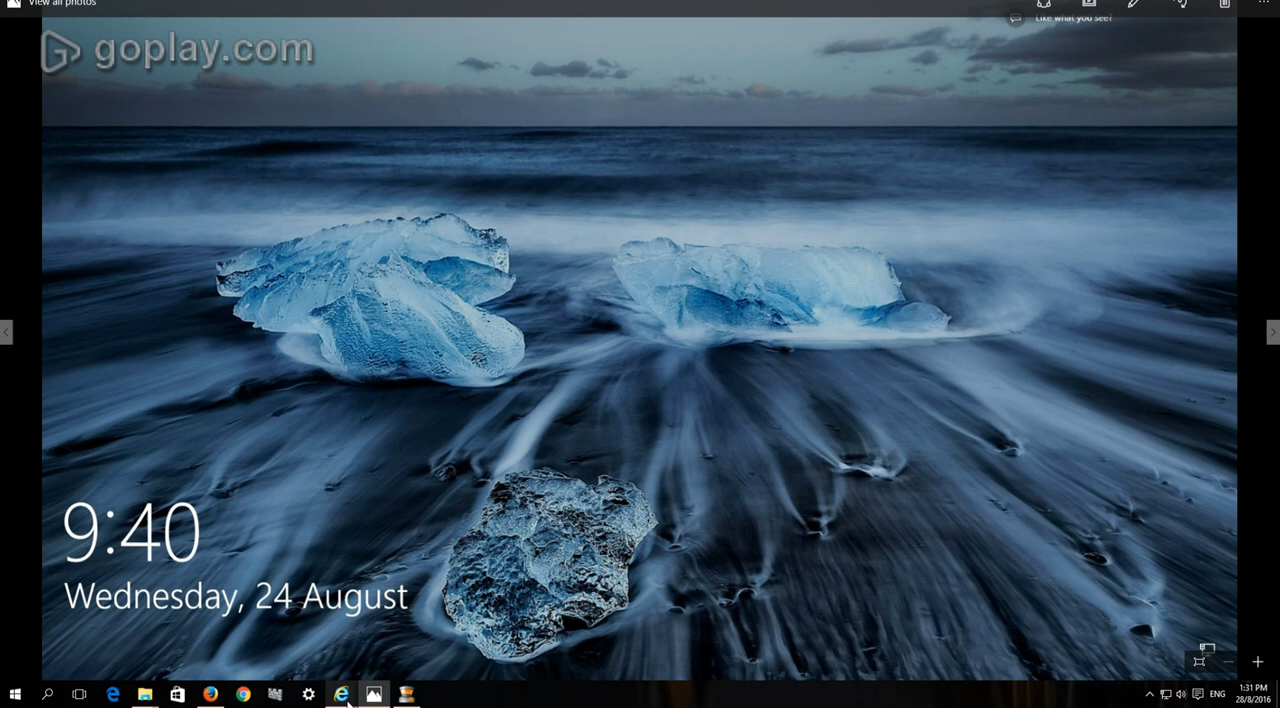 View all photos
Like what you see?
goplay.com
9:40
Wednesday, 24 August
ENG
1:31 PM
28/8/2016